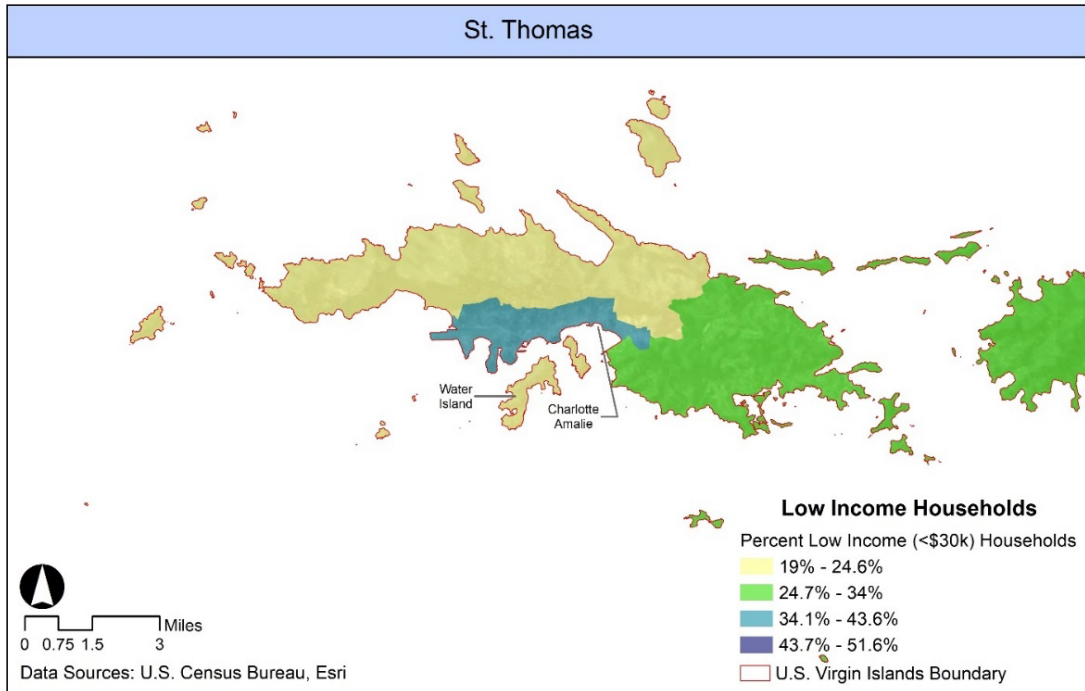 St. Thomas
Water
Island
Charlotte
Amalie
Low Income Households
Percent Low Income (<$30k) Households
19% - 24.6%
24.7% - 34%
34.1% - 43.6%
43.7% - 51.6%
U.S. Virgin Islands Boundary
Miles
0 0.75 1.5 3
Data Sources: U.S. Census Bureau, Esri